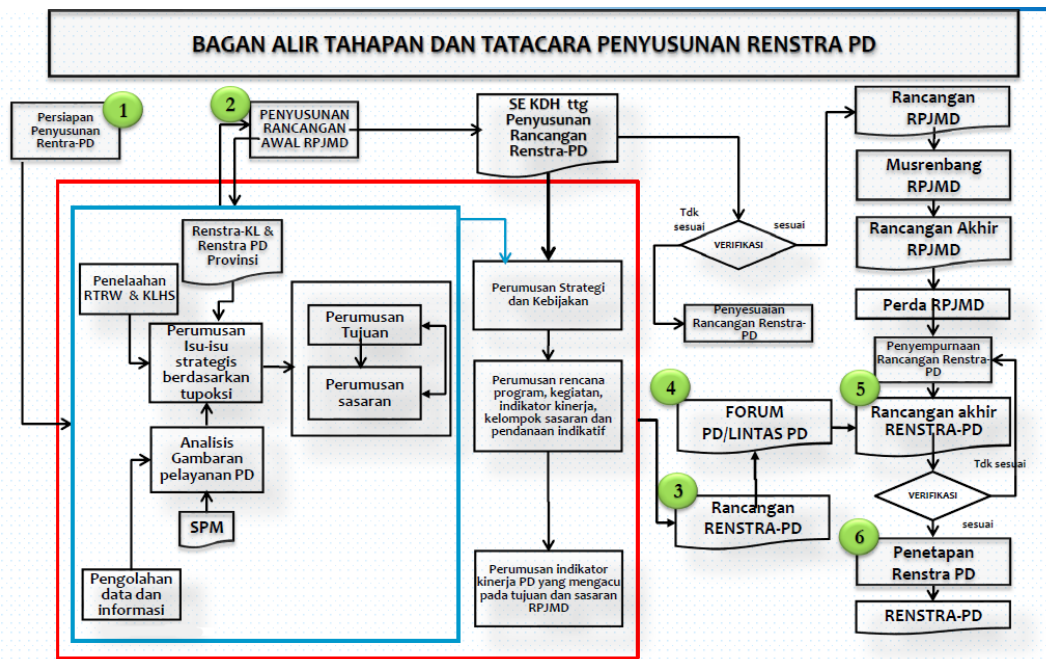 BAGAN ALIR TAHAPAN DAN TATACARA PENYUSUNAN RENSTRA PD
1
Persiapan
Penyusunan
Rentra-PD
2
PENYUSUNAN
RANCANGAN
AWAL RPJMD
SE KDH ttg
Penyusunan
Rancangan
Renstra-PD
Rancangan
RPJMD
Musrenbang
RPJMD
Rancangan Akhir
RPJMD
Perda RPJMD
Penyempurnaan
Rancangan Renstra-
PD
Tdk
sesuai
sesuai
VERIFIKASI
Penyesuaian
Rancangan Renstra-
PD
Renstra-KL &
Renstra PD
Provinsi
Penelaahan
RTRW & KLHS
Perumusan
Isu-isu
strategis
berdasarkan
tupoksi
Perumusan
Tujuan
Perumusan
sasaran
Analisis
Gambaran
pelayanan PD
SPM
Pengolahan
data dan
informasi
Perumusan Strategi
dan Kebijakan
Perumusan rencana
program, kegiatan,
indikator kinerja,
kelompok sasaran dan
pendanaan indikatif
Perumusan indikator
kinerja PD yang mengacu
pada tujuan dan sasaran
RPJMD
3
Rancangan
RENSTRA-PD
4
FORUM
PD/LINTAS PD
5
Rancangan akhir
RENSTRA-PD
Tdk sesuai
VERIFIKASI
sesuai
6
Penetapan
Renstra PD
RENSTRA-PD